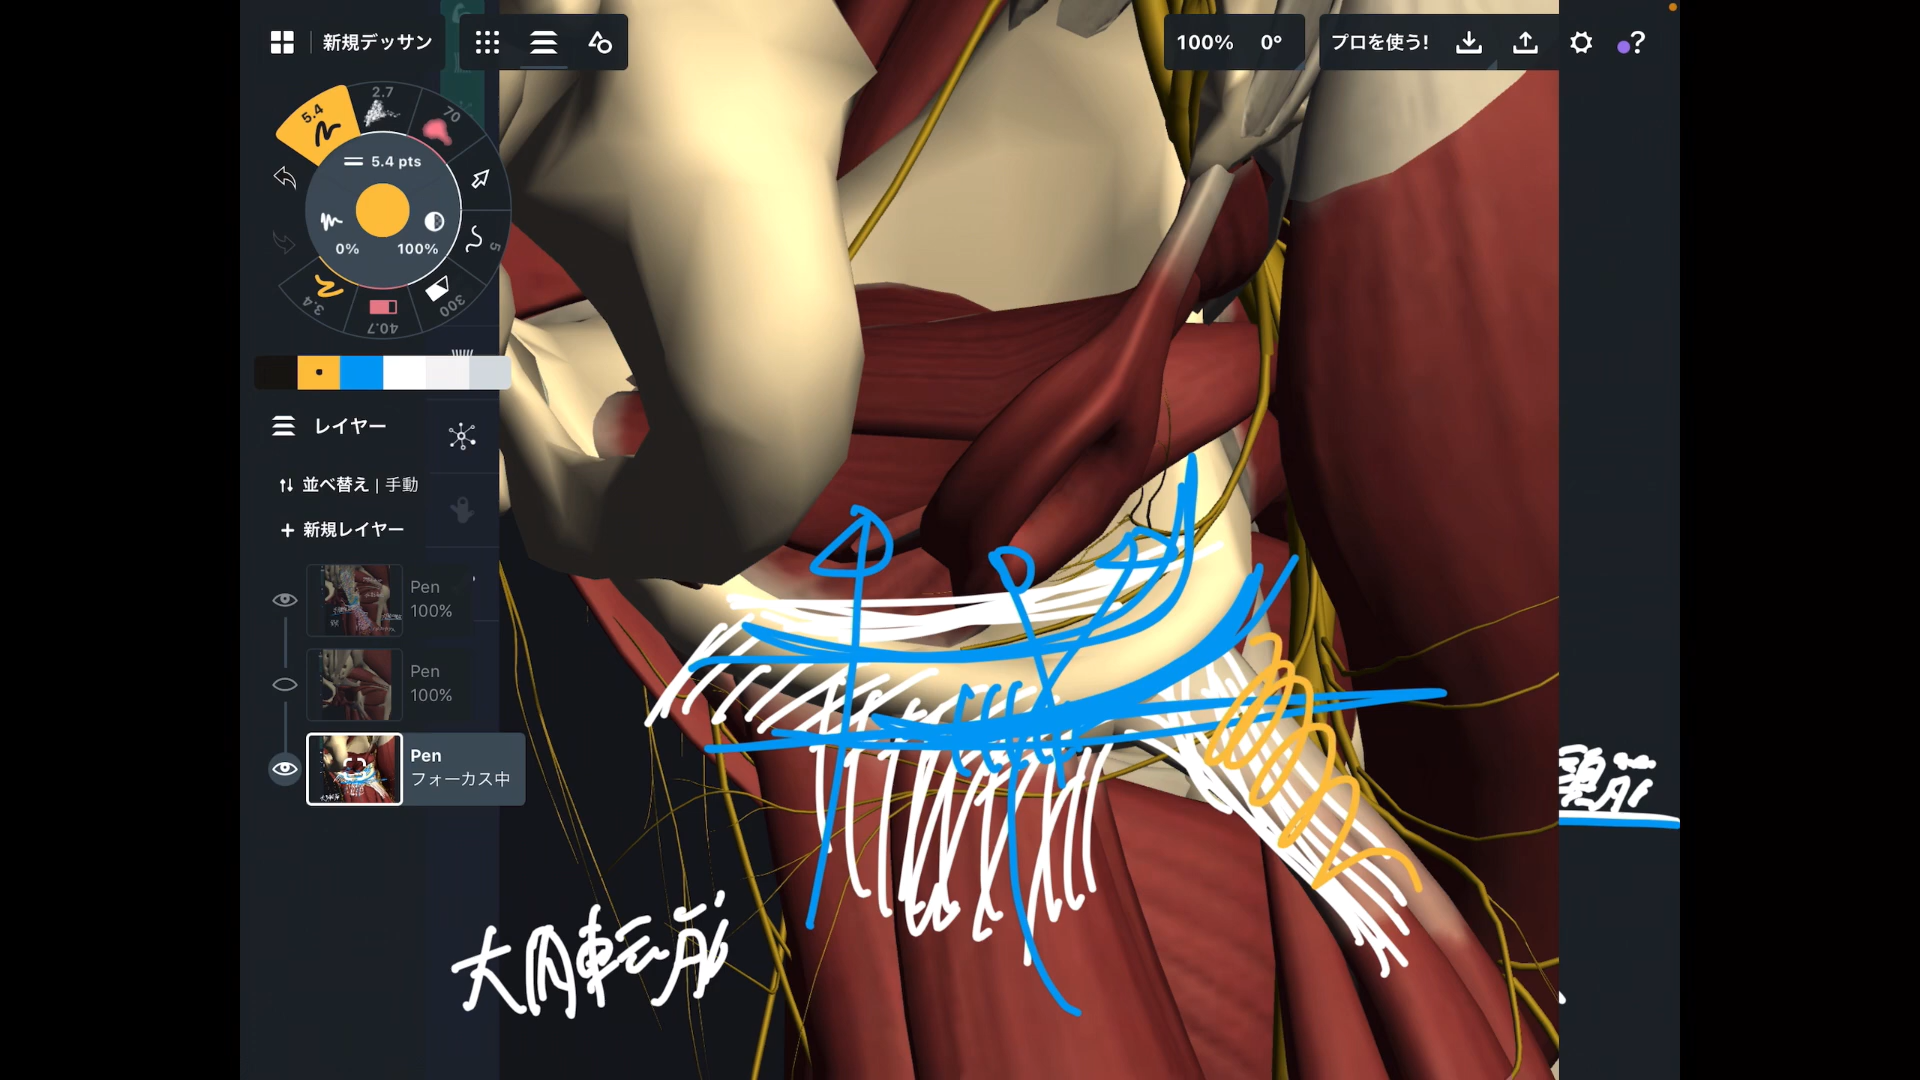 新規デッサン
100% 0° プロを使う! ?
5.4
2.7
70
5.4 pts
5
0% 100%
3.4
40.7
300
レイヤー
並べ替え | 手動
+ 新規レイヤー
Pen
100%
Pen
100%
Pen
フォーカス中
頭筋
大内転筋